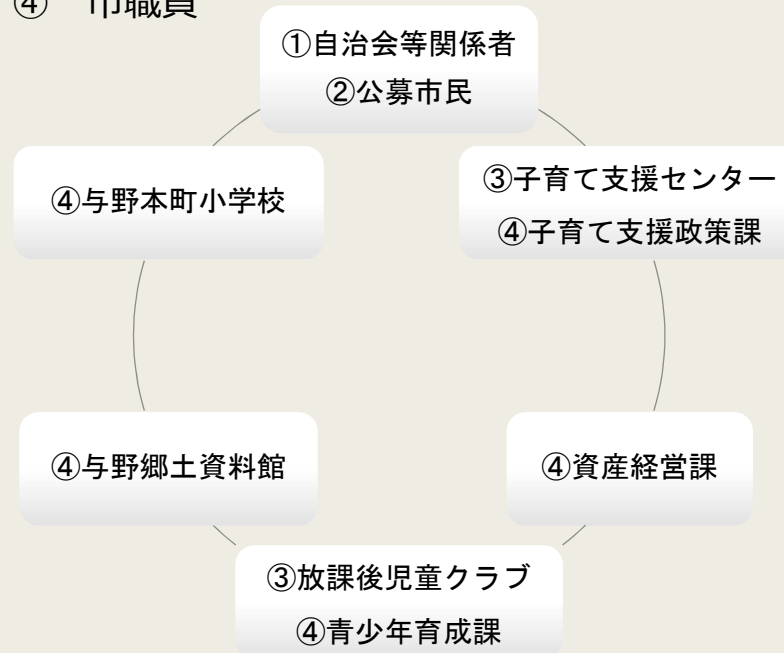 ④ 市職員
①自治会等関係者
②公募市民
④与野本町小学校
③子育て支援センター
④子育て支援政策課
④与野郷土資料館
④資産経営課
③放課後児童クラブ
④青少年育成課